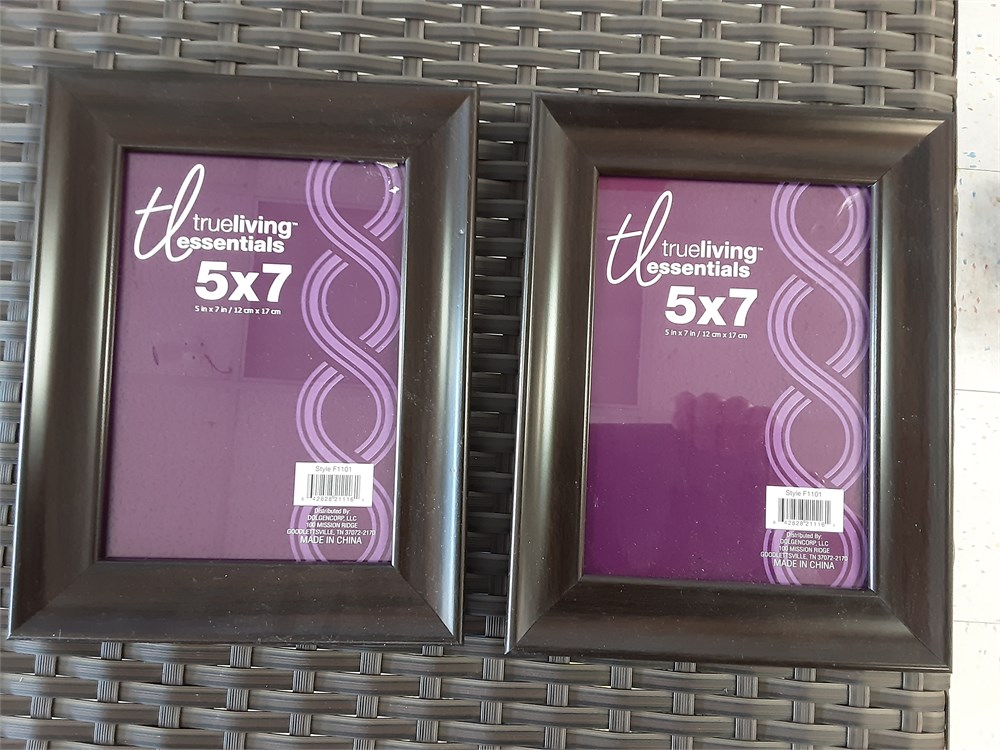 tl trueliving™
essentials
5x7
5 in x 7 in / 12 cm x 17 cm
Style F1101
Distributed By:
DOLGENCORP, LLC
100 MISSION RIDGE
GOODLETTSVILLE, TN 37072-2170
MADE IN CHINA
tl trueliving™
essentials
5x7
5 in x 7 in / 12 cm x 17 cm
Style F1101
Distributed By:
DOLGENCORP, LLC
100 MISSION RIDGE
GOODLETTSVILLE, TN 37072-2170
MADE IN CHINA